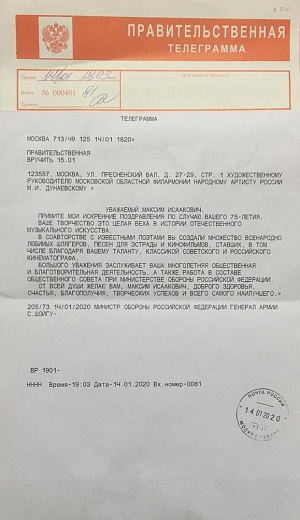 ПРАВИТЕЛЬСТВЕННАЯ
ТЕЛЕГРАММА
№ 000481
ТЕЛЕГРАММА
МОСКВА 713/49 125 14/01 1820=
ПРАВИТЕЛЬСТВЕННАЯ
ВРУЧИТЬ 15.01
123557, МОСКВА, УЛ. ПРЕСНЕНСКИЙ ВАЛ, Д. 27-29, СТР. 1 ХУДОЖЕСТВЕННОМУ
РУКОВОДИТЕЛЮ МОСКОВСКОЙ ОБЛАСТНОЙ ФИЛАРМОНИИ НАРОДНОМУ АРТИСТУ РОССИИ
М.И. ДУНАЕВСКОМУ =
УВАЖАЕМЫЙ МАКСИМ ИСААКОВИЧ.
ПРИМИТЕ МОИ ИСКРЕННИЕ ПОЗДРАВЛЕНИЯ ПО СЛУЧАЮ ВАШЕГО 75-ЛЕТИЯ.
ВАШЕ ТВОРЧЕСТВО ЭТО ЦЕЛАЯ ВЕХА В ИСТОРИИ ОТЕЧЕСТВЕННОГО
МУЗЫКАЛЬНОГО ИСКУССТВА.
В СОАВТОРСТВЕ С ИЗВЕСТНЫМИ ПОЭТАМИ ВЫ СОЗДАЛИ МНОЖЕСТВО ВСЕНАРОДНО
ЛЮБИМЫХ ШЛЯГЕРОВ, ПЕСЕН ДЛЯ ЭСТРАДЫ И КИНОФИЛЬМОВ, СТАВШИХ, В ТОМ
ЧИСЛЕ БЛАГОДАРЯ ВАШЕМУ ТАЛАНТУ, КЛАССИКОЙ СОВЕТСКОГО И РОССИЙСКОГО
КИНЕМАТОГРАФА.
БОЛЬШОГО УВАЖЕНИЯ ЗАСЛУЖИВАЕТ ВАША МНОГОЛЕТНЯЯ ОБЩЕСТВЕННАЯ
И БЛАГОТВОРИТЕЛЬНАЯ ДЕЯТЕЛЬНОСТЬ, А ТАКЖЕ РАБОТА В СОСТАВЕ
ОБЩЕСТВЕННОГО СОВЕТА ПРИ МИНИСТЕРСТВЕ ОБОРОНЫ РОССИЙСКОЙ ФЕДЕРАЦИИ.
ОТ ВСЕЙ ДУШИ ЖЕЛАЮ ВАМ, МАКСИМ ИСААКОВИЧ, ДОБРОГО ЗДОРОВЬЯ,
СЧАСТЬЯ, БЛАГОПОЛУЧИЯ, ТВОРЧЕСКИХ УСПЕХОВ И ВСЕГО САМОГО НАИЛУЧШЕГО.=
205/73 14/01/2020 МИНИСТР ОБОРОНЫ РОССИЙСКОЙ ФЕДЕРАЦИИ ГЕНЕРАЛ АРМИИ
С.ШОЙГУ-
ВР 1901-
НННН Время-19:03 Дата-14.01.2020 Вх.номер-0081
ПОЧТА РОССИИ
14 01 20 20
МОСКВА